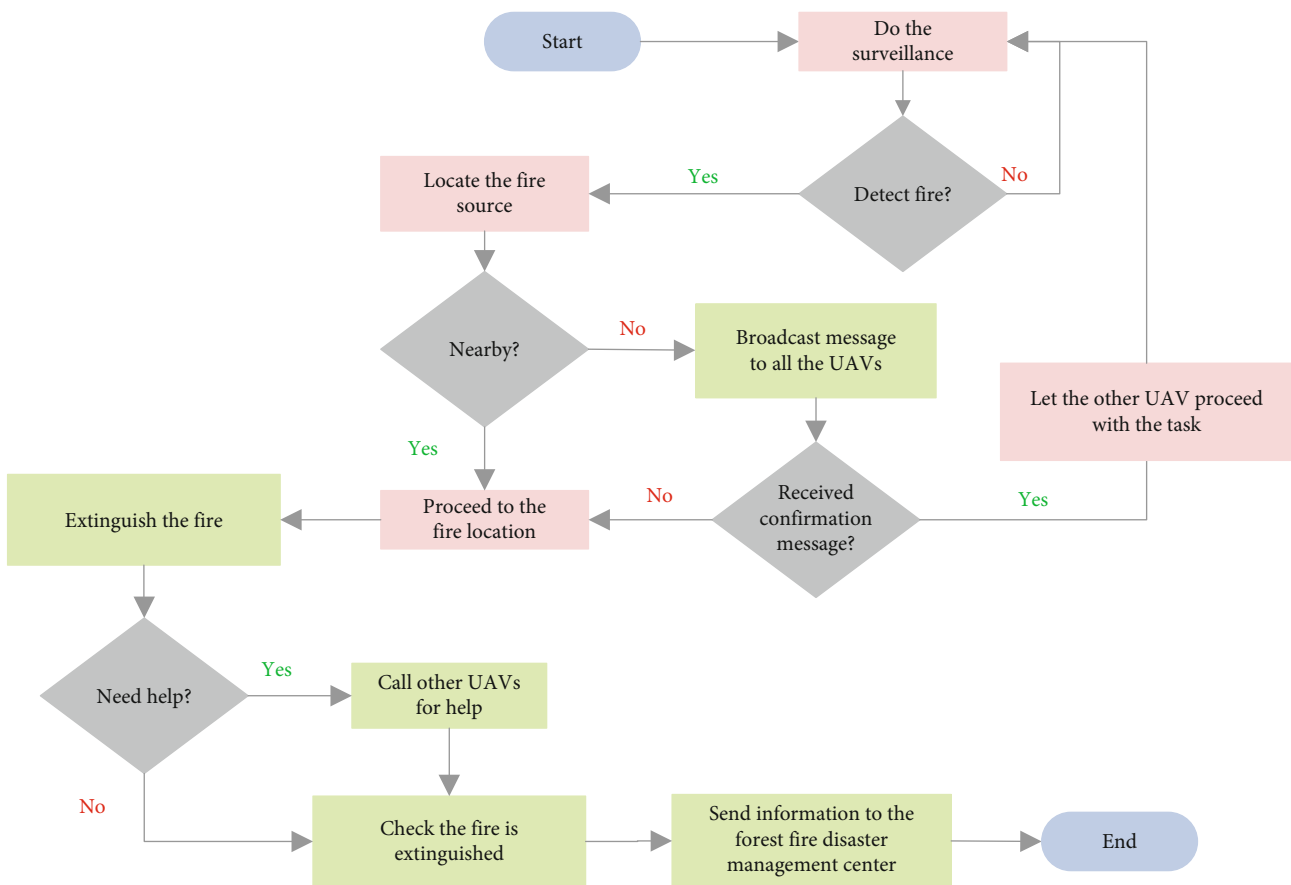 Start
Do the
surveillance
Detect fire?
No
Yes
Locate the fire
source
Nearby?
No
Broadcast message
to all the UAVs
Let the other UAV proceed
with the task
Yes
Received
confirmation
message?
No
Yes
Proceed to the
fire location
Extinguish the fire
Need help?
Yes
Call other UAVs
for help
No
Check the fire is
extinguished
Send information to the
forest fire disaster
management center
End